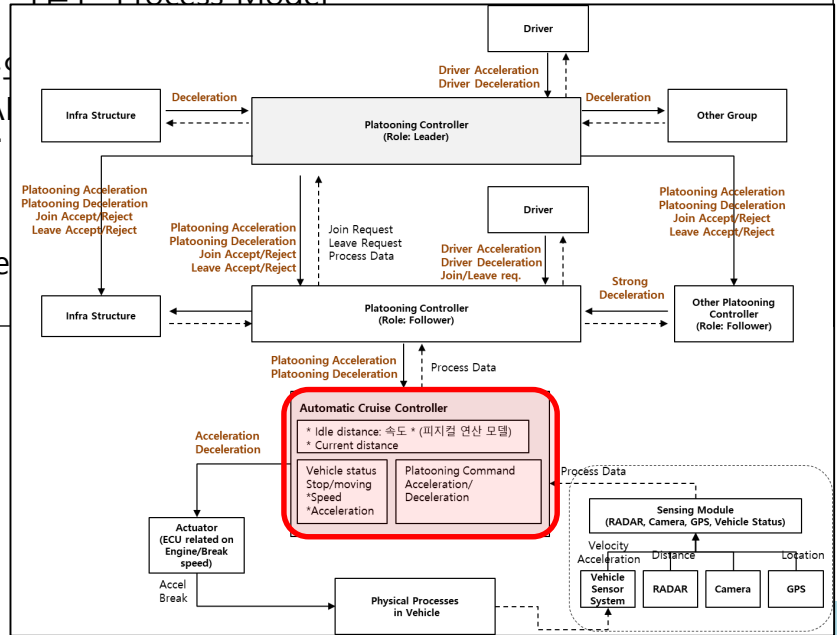 Process Model
Driver
Driver Acceleration
Driver Deceleration
Deceleration
Deceleration
Infra Structure
Platooning Controller
(Role: Leader)
Other Group
Platooning Acceleration
Platooning Deceleration
Join Accept/Reject
Leave Accept/Reject
Platooning Acceleration
Platooning Deceleration
Join Accept/Reject
Leave Accept/Reject
Join Request
Leave Request
Process Data
Driver
Driver Acceleration
Driver Deceleration
Join/Leave req.
Platooning Acceleration
Platooning Deceleration
Join Accept/Reject
Leave Accept/Reject
Strong
Deceleration
Infra Structure
Platooning Controller
(Role: Follower)
Other Platooning
Controller
(Role: Follower)
Platooning Acceleration
Platooning Deceleration
Process Data
Automatic Cruise Controller
* Idle distance: 속도 * (피지컬 연산 모델)
* Current distance
Vehicle status
Stop/moving
*Speed
*Acceleration
Platooning Command
Acceleration/
Deceleration
Acceleration
Deceleration
Process Data
Sensing Module
(RADAR, Camera, GPS, Vehicle Status)
Actuator
(ECU related on
Engine/Break
speed)
Velocity
Acceleration
Distance
Location
Vehicle
Sensor
System
RADAR
Camera
GPS
Accel
Break
Physical Processes
in Vehicle